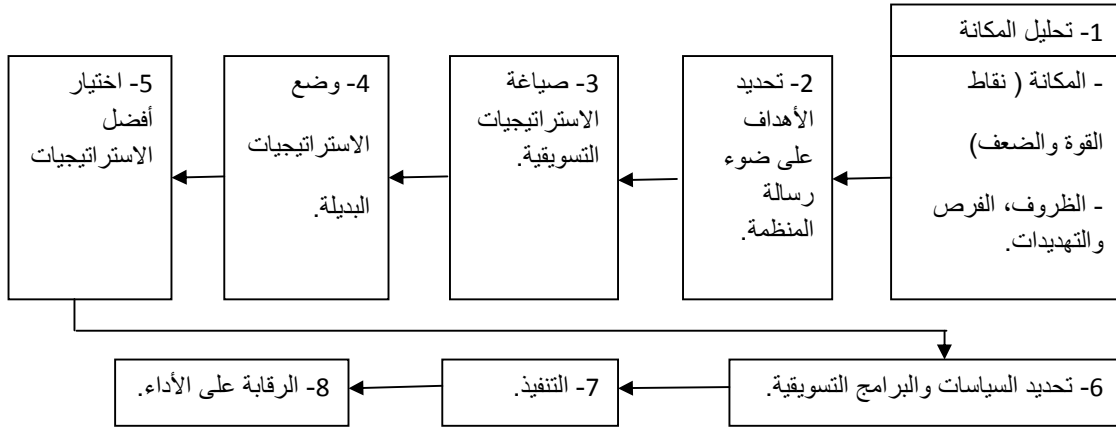 1- تحليل المكانة
- المكانة ( نقاط
القوة والضعف)
- الظروف، الفرص
والتهديدات.
2- تحديد
الأهداف
على ضوء
رسالة
المنظمة.
3- صياغة
الاستراتيجيات
التسويقية.
4- وضع
الاستراتيجيات
البديلة.
5- اختيار
أفضل
الاستراتيجيات
6- تحديد السياسات والبرامج التسويقية.
7- التنفيذ.
8- الرقابة على الأداء.